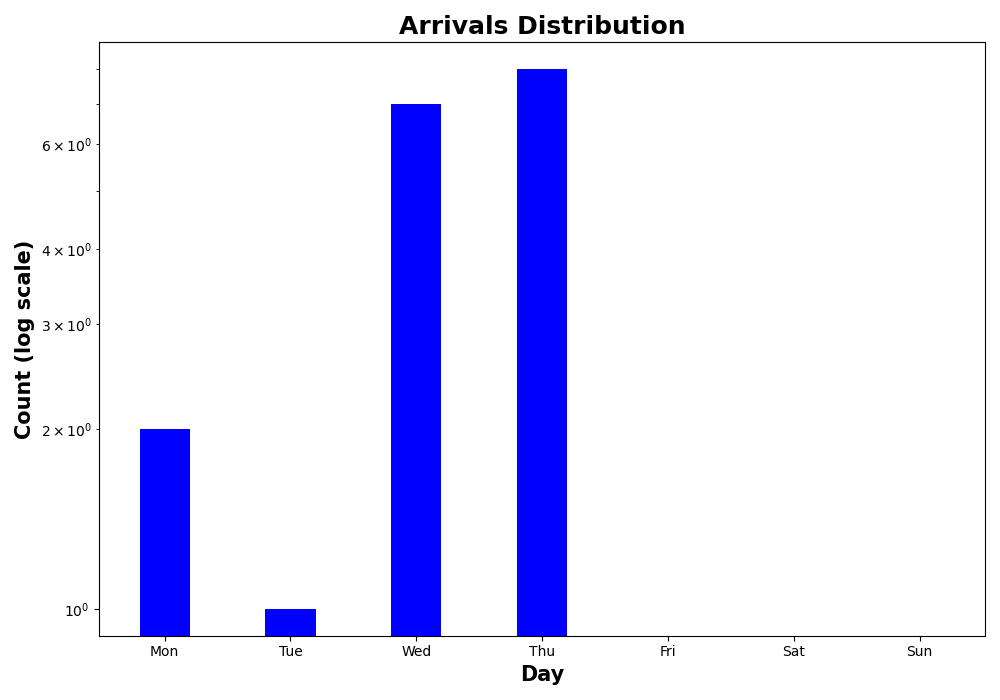 Arrivals Distribution
6 × 10⁰
4 × 10⁰
3 × 10⁰
2 × 10⁰
10⁰
Count (log scale)
Mon Tue Wed Thu Fri Sat Sun
Day